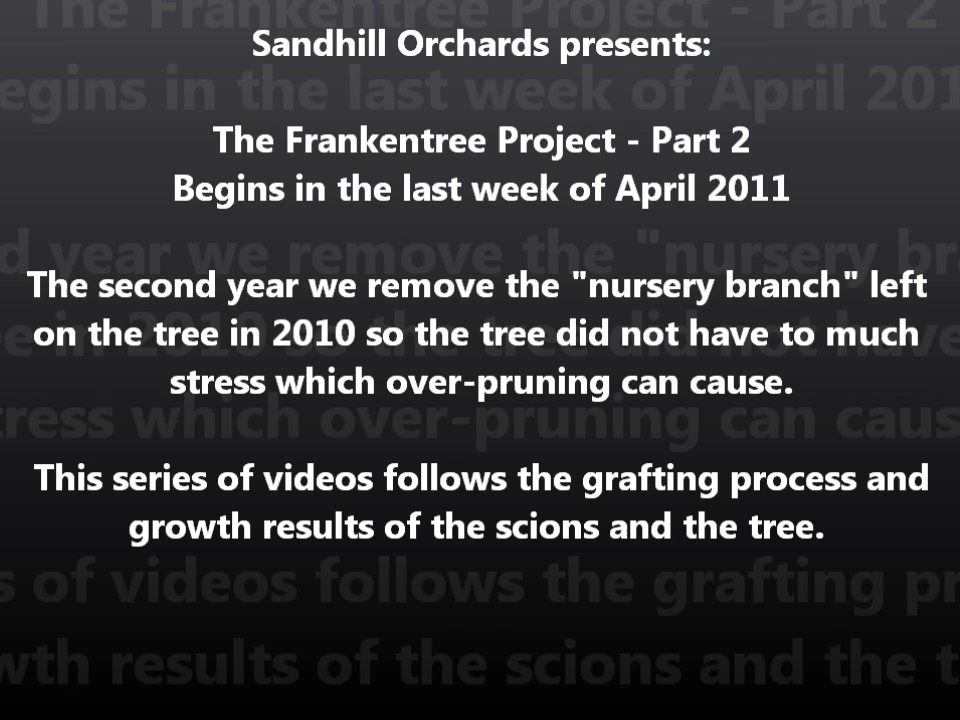 Sandhill Orchards presents:
The Frankentree Project - Part 2
Begins in the last week of April 2011
The second year we remove the "nursery branch" left
on the tree in 2010 so the tree did not have to much
stress which over-pruning can cause.
This series of videos follows the grafting process and
growth results of the scions and the tree.